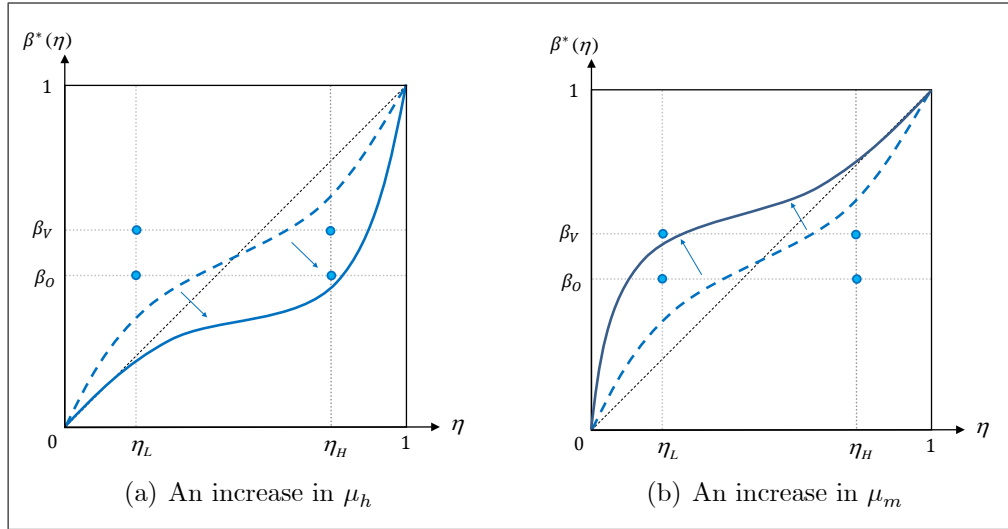 β*(η)
1
β_V
β_O
0
η_L
η_H
1
η
(a) An increase in μ_h
β*(η)
1
β_V
β_O
0
η_L
η_H
1
η
(b) An increase in μ_m